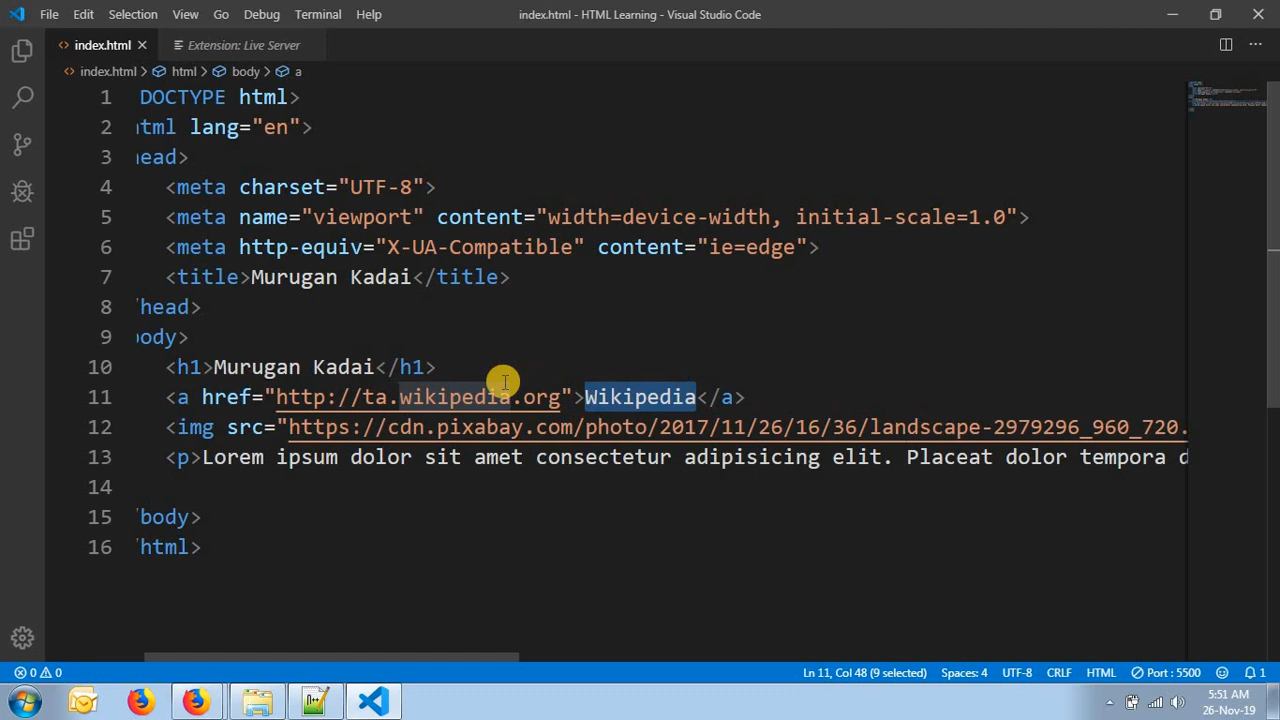 File Edit Selection View Go Debug Terminal Help index.html - HTML Learning - Visual Studio Code
index.html Extension: Live Server
index.html > html > body > a
1 DOCTYPE html>
2 html lang="en">
3 head>
4 <meta charset="UTF-8">
5 <meta name="viewport" content="width=device-width, initial-scale=1.0">
6 <meta http-equiv="X-UA-Compatible" content="ie=edge">
7 <title>Murugan Kadai</title>
8 /head>
9 body>
10 <h1>Murugan Kadai</h1>
11 <a href="http://ta.wikipedia.org">Wikipedia</a>
12 <img src="https://cdn.pixabay.com/photo/2017/11/26/16/36/landscape-2979296_960_720.
13 <p>Lorem ipsum dolor sit amet consectetur adipisicing elit. Placeat dolor tempora d
14
15 /body>
16 /html>
0 0 Ln 11, Col 48 (9 selected) Spaces: 4 UTF-8 CRLF HTML Port : 5500 1
5:51 AM
26-Nov-19